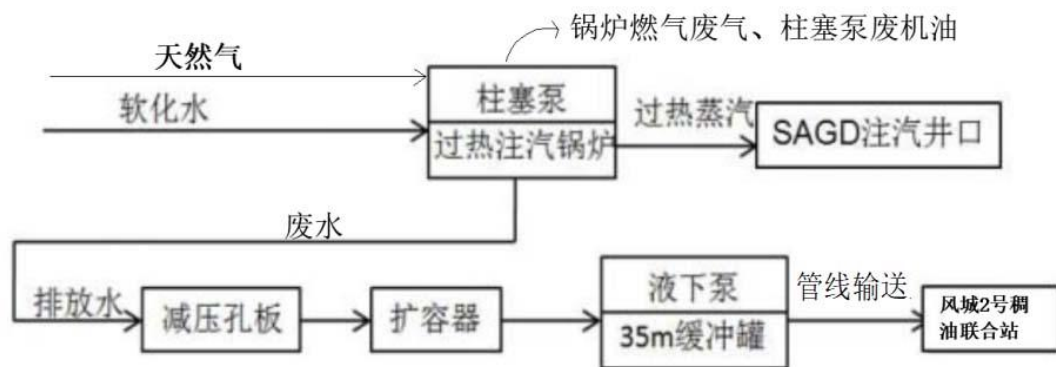 锅炉燃气废气、柱塞泵废机油
天然气
柱塞泵
软化水
过热蒸汽
过热注汽锅炉
SAGD注汽井口
废水
液下泵
管线输送
排放水
减压孔板
扩容器
35m缓冲罐
风城2号稠
油联合站